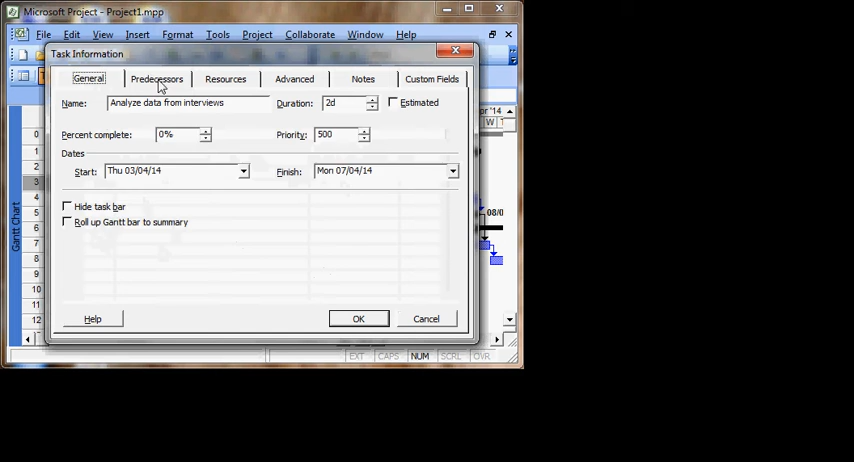 Microsoft Project - Project1.mpp
File Edit View Insert Format Tools Project Collaborate Window Help
Task Information
General Predecessors Resources Advanced Notes Custom Fields
Name: Analyze data from interviews Duration: 2d Estimated
Percent complete: 0% Priority: 500
Dates
Start: Thu 03/04/14 Finish: Mon 07/04/14
Hide task bar
Roll up Gantt bar to summary
Help OK Cancel
Gantt Chart
0
1
2
3
4
5
6
7
8
9
10
11
12
pr '14
W
08/0
EXT CAPS NUM SCRL OVR